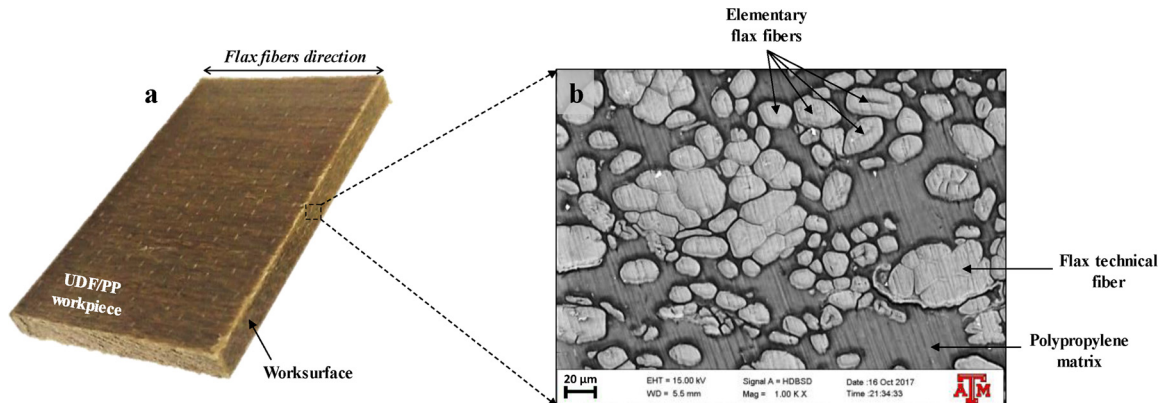 Flax fibers direction
a
UDF/PP
workpiece
Worksurface
Elementary
flax fibers
b
Flax technical
fiber
Polypropylene
matrix
20 µm
EHT = 15.00 kV
WD = 5.5 mm
Signal A = HDBSD
Mag = 1.00 K X
Date :16 Oct 2017
Time :21:34:33
ATM